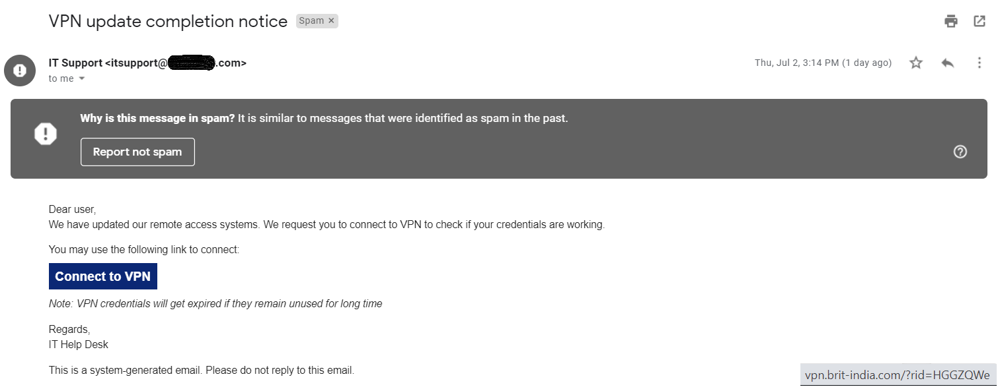 VPN update completion notice Spam ×
IT Support <itsupport@ .com> Thu, Jul 2, 3:14 PM (1 day ago)
to me
Why is this message in spam? It is similar to messages that were identified as spam in the past.
Report not spam
Dear user,
We have updated our remote access systems. We request you to connect to VPN to check if your credentials are working.
You may use the following link to connect:
Connect to VPN
Note: VPN credentials will get expired if they remain unused for long time
Regards,
IT Help Desk
This is a system-generated email. Please do not reply to this email.
vpn.brit-india.com/?rid=HGGZQWe